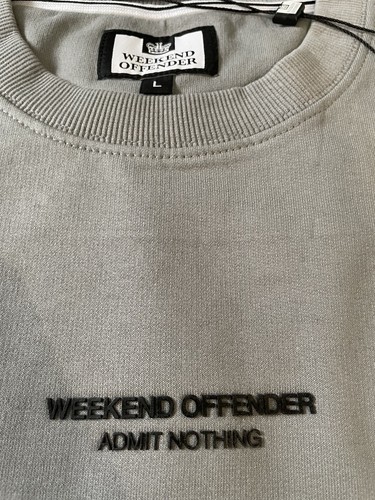 WEEKEND
OFFENDER
L
WEEKEND OFFENDER
ADMIT NOTHING